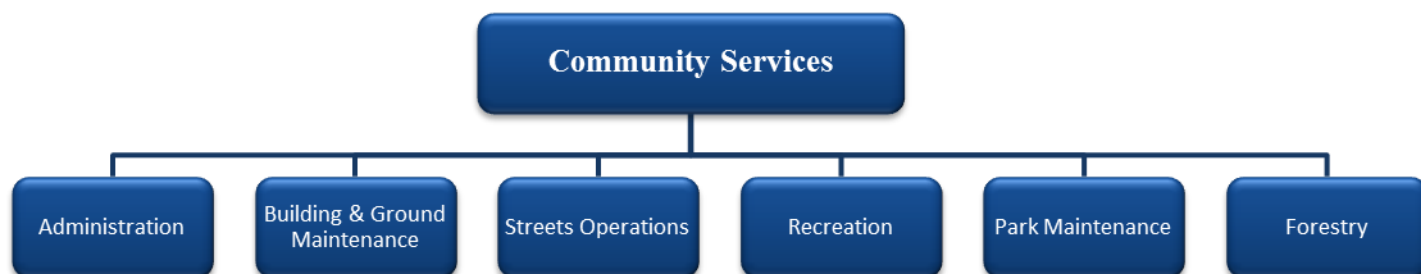 Community Services
Administration
Building & Ground
Maintenance
Streets Operations
Recreation
Park Maintenance
Forestry